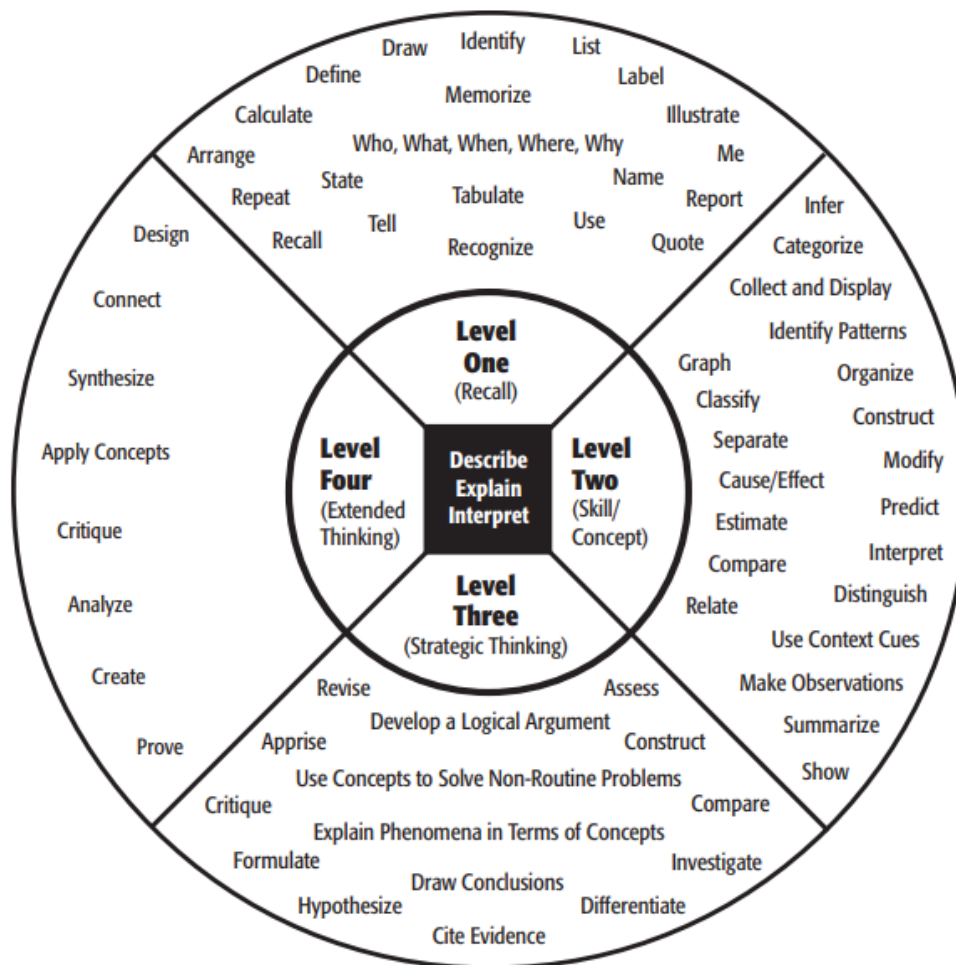 Draw
Identify
List
Define
Label
Calculate
Memorize
Illustrate
Arrange
Who, What, When, Where, Why
Me
Repeat
State
Tabulate
Name
Report
Recall
Tell
Recognize
Use
Quote
Level
One
(Recall)
Infer
Categorize
Collect and Display
Identify Patterns
Graph
Organize
Classify
Construct
Separate
Modify
Cause/Effect
Predict
Estimate
Interpret
Compare
Distinguish
Relate
Use Context Cues
Make Observations
Summarize
Show
Level
Two
(Skill/
Concept)
Describe
Explain
Interpret
Level
Three
(Strategic Thinking)
Revise
Assess
Develop a Logical Argument
Apprise
Construct
Use Concepts to Solve Non-Routine Problems
Critique
Compare
Explain Phenomena in Terms of Concepts
Formulate
Investigate
Draw Conclusions
Hypothesize
Differentiate
Cite Evidence
Level
Four
(Extended
Thinking)
Design
Connect
Synthesize
Apply Concepts
Critique
Analyze
Create
Prove